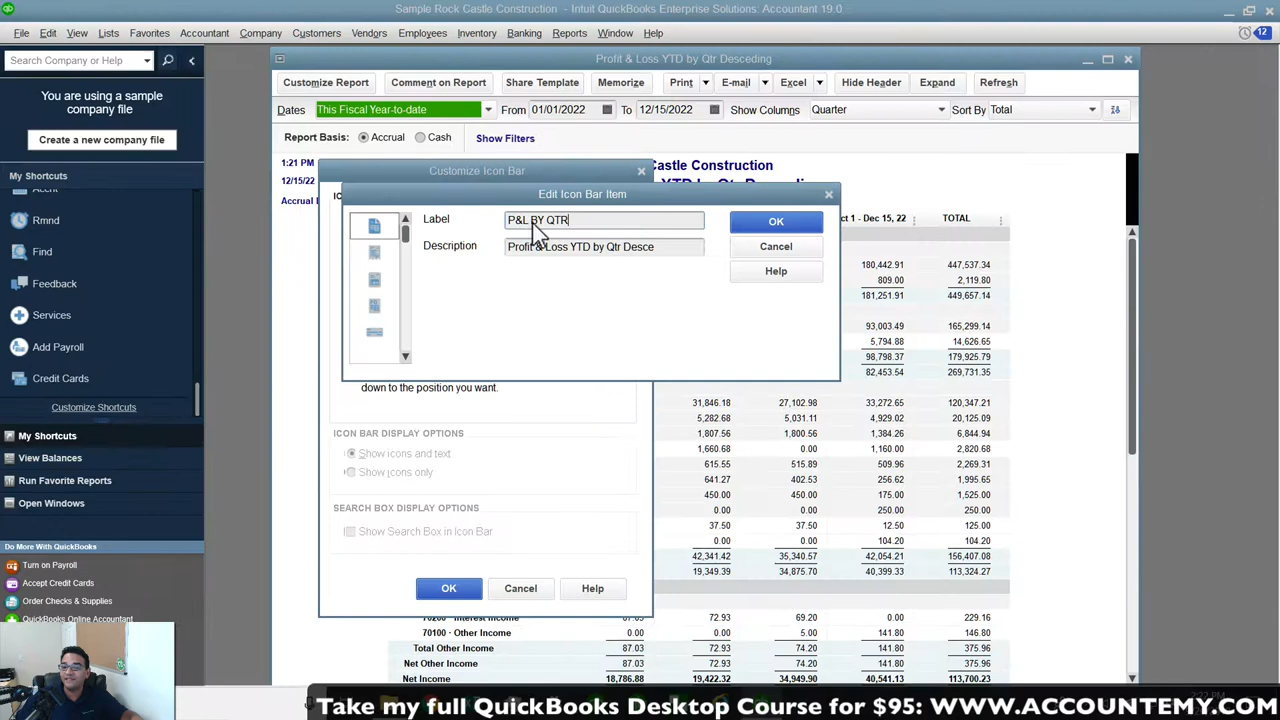 Sample Rock Castle Construction - Intuit QuickBooks Enterprise Solutions: Accountant 19.0
File Edit View Lists Favorites Accountant Company Customers Vendors Employees Inventory Banking Reports Window Help 12
Search Company or Help
Profit & Loss YTD by Qtr Desceding
Customize Report Comment on Report Share Template Memorize Print E-mail Excel Hide Header Expand Refresh
You are using a sample
company file
Create a new company file
Dates This Fiscal Year-to-date From 01/01/2022 To 12/15/2022 Show Columns Quarter Sort By Total
Report Basis: Accrual Cash Show Filters
My Shortcuts
Rmnd
Find
Feedback
Services
Add Payroll
Credit Cards
Customize Shortcuts
My Shortcuts
View Balances
Run Favorite Reports
Open Windows
Do More With QuickBooks
Turn on Payroll
Accept Credit Cards
Order Checks & Supplies
QuickBooks Online Accountant
1:21 PM
12/15/22
Accrual
Castle Construction
ct 1 - Dec 15, 22 TOTAL
180,442.91 447,537.34
809.00 2,119.80
181,251.91 449,657.14
93,003.49 165,299.14
5,794.88 14,626.65
98,798.37 179,925.79
82,453.54 269,731.35
31,846.18 27,102.98 33,272.65 120,347.21
5,282.68 5,031.11 4,929.02 20,125.09
1,807.56 1,800.56 1,384.26 6,844.94
1,660.68 0.00 0.00 2,238.00
615.55 515.89 509.96 2,269.31
641.27 402.53 256.62 1,995.65
450.00 450.00 175.00 1,525.00
0.00 0.00 250.00 250.00
37.50 37.50 12.50 125.00
0.00 0.00 104.20 104.20
42,341.42 35,340.57 42,054.21 156,407.08
19,349.39 34,875.70 40,399.33 113,324.27
Interest Income 87.03 72.93 69.20 0.00 229.16
70100 · Other Income 0.00 0.00 5.00 141.80 146.80
Total Other Income 87.03 72.93 74.20 141.80 375.96
Net Other Income 87.03 72.93 74.20 141.80 375.96
Net Income 18,786.88 19,422.32 34,949.90 40,541.13 113,700.23
Customize Icon Bar
down to the position you want.
ICON BAR DISPLAY OPTIONS
Show icons and text
Show icons only
SEARCH BOX DISPLAY OPTIONS
Show Search Box in Icon Bar
OK Cancel Help
Edit Icon Bar Item
Label P&L BY QTR
Description Profit & Loss YTD by Qtr Desce
OK
Cancel
Help
Take my full QuickBooks Desktop Course for $95: WWW.ACCOUNTEMY.COM